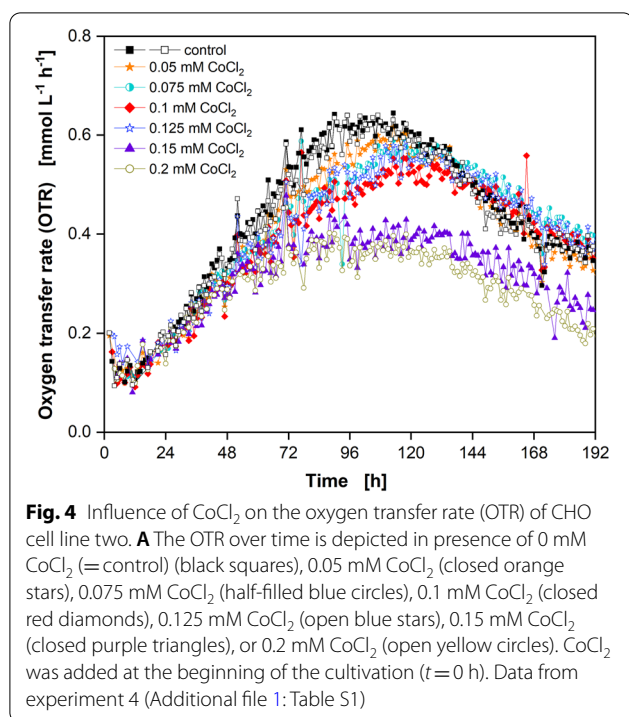 0.8
0.6
0.4
0.2
0.0
Oxygen transfer rate (OTR) [mmol L⁻¹ h⁻¹]
control
0.05 mM CoCl₂
0.075 mM CoCl₂
0.1 mM CoCl₂
0.125 mM CoCl₂
0.15 mM CoCl₂
0.2 mM CoCl₂
0 24 48 72 96 120 144 168 192
Time [h]
Fig. 4 Influence of CoCl₂ on the oxygen transfer rate (OTR) of CHO
cell line two. A The OTR over time is depicted in presence of 0 mM
CoCl₂ (= control) (black squares), 0.05 mM CoCl₂ (closed orange
stars), 0.075 mM CoCl₂ (half-filled blue circles), 0.1 mM CoCl₂ (closed
red diamonds), 0.125 mM CoCl₂ (open blue stars), 0.15 mM CoCl₂
(closed purple triangles), or 0.2 mM CoCl₂ (open yellow circles). CoCl₂
was added at the beginning of the cultivation (t = 0 h). Data from
experiment 4 (Additional file 1: Table S1)